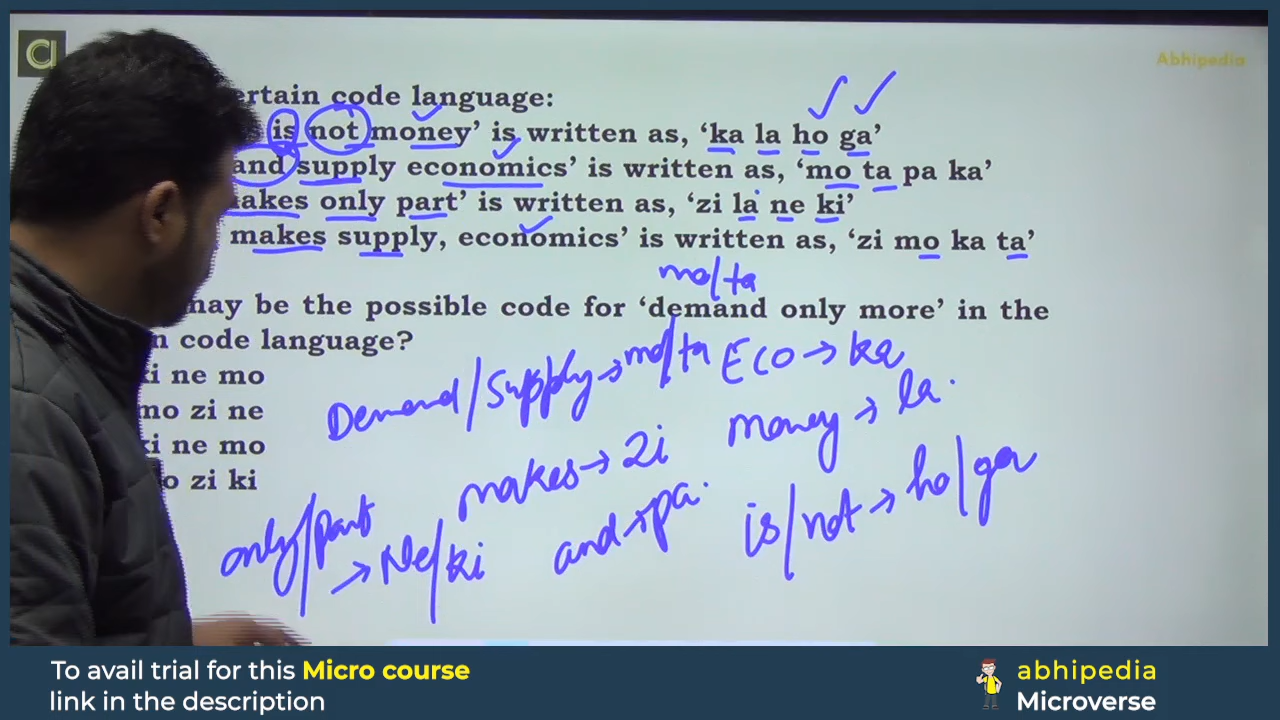 Abhipedia
ertain code language:
is not money’ is written as, ‘ka la ho ga’
and supply economics’ is written as, ‘mo ta pa ka’
akes only part’ is written as, ‘zi la ne ki’
makes supply, economics’ is written as, ‘zi mo ka ta’
mo/ta
may be the possible code for ‘demand only more’ in the
n code language?
ki ne mo
mo zi ne
ki ne mo
o zi ki
Demand/Supply → mo/ta Eco → ka
makes → zi money → la
only/part → Ne/ki and → pa. is/not → ho/ga
To avail trial for this Micro course
link in the description
abhipedia
Microverse